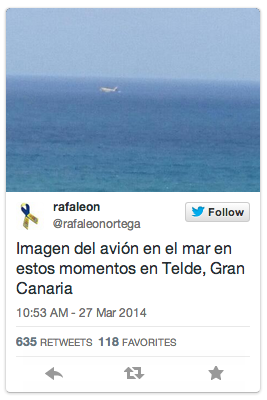 rafaleon
@rafaleonortega
Follow
Imagen del avión en el mar en
estos momentos en Telde, Gran
Canaria
10:53 AM - 27 Mar 2014
635 RETWEETS 118 FAVORITES